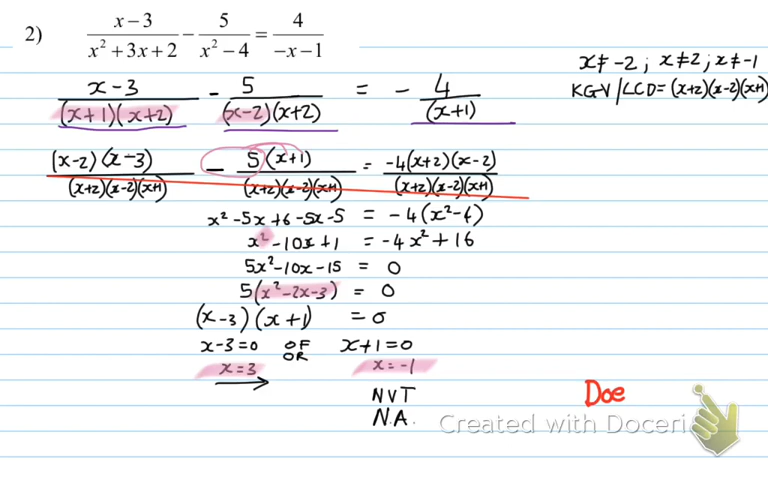 2) (x − 3)/(x² + 3x + 2) − 5/(x² − 4) = 4/(−x − 1)
x ≠ -2 ; x ≠ 2 ; x ≠ -1
KGV/LCD = (x+2)(x-2)(x+1)
(x-3)/((x+1)(x+2)) - 5/((x-2)(x+2)) = - 4/(x+1)
(x-2)(x-3)/((x+2)(x-2)(x+1)) - 5(x+1)/((x+2)(x-2)(x+1)) = -4(x+2)(x-2)/((x+2)(x-2)(x+1))
x² -5x +6 -5x -5 = -4(x²-4)
x² -10x +1 = -4x² +16
5x² -10x -15 = 0
5(x² -2x -3) = 0
(x-3)(x+1) = 0
x-3=0 OF x+1=0
OR
x=3 x=-1
NVT Doe
N.A.
Created with Doceri